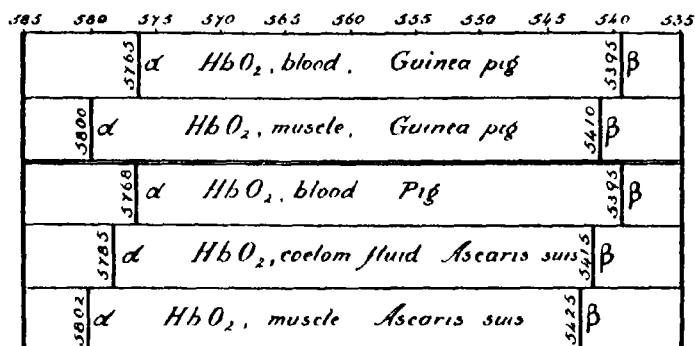 585 580 575 570 565 560 555 550 545 540 535
5765 α HbO2, blood, Guinea pig 5395 β
5800 α HbO2, muscle, Guinea pig 5410 β
5768 α HbO2, blood Pig 5395 β
5785 α HbO2, coelom fluid Ascaris suis 5415 β
5802 α HbO2, muscle Ascaris suis 5425 β